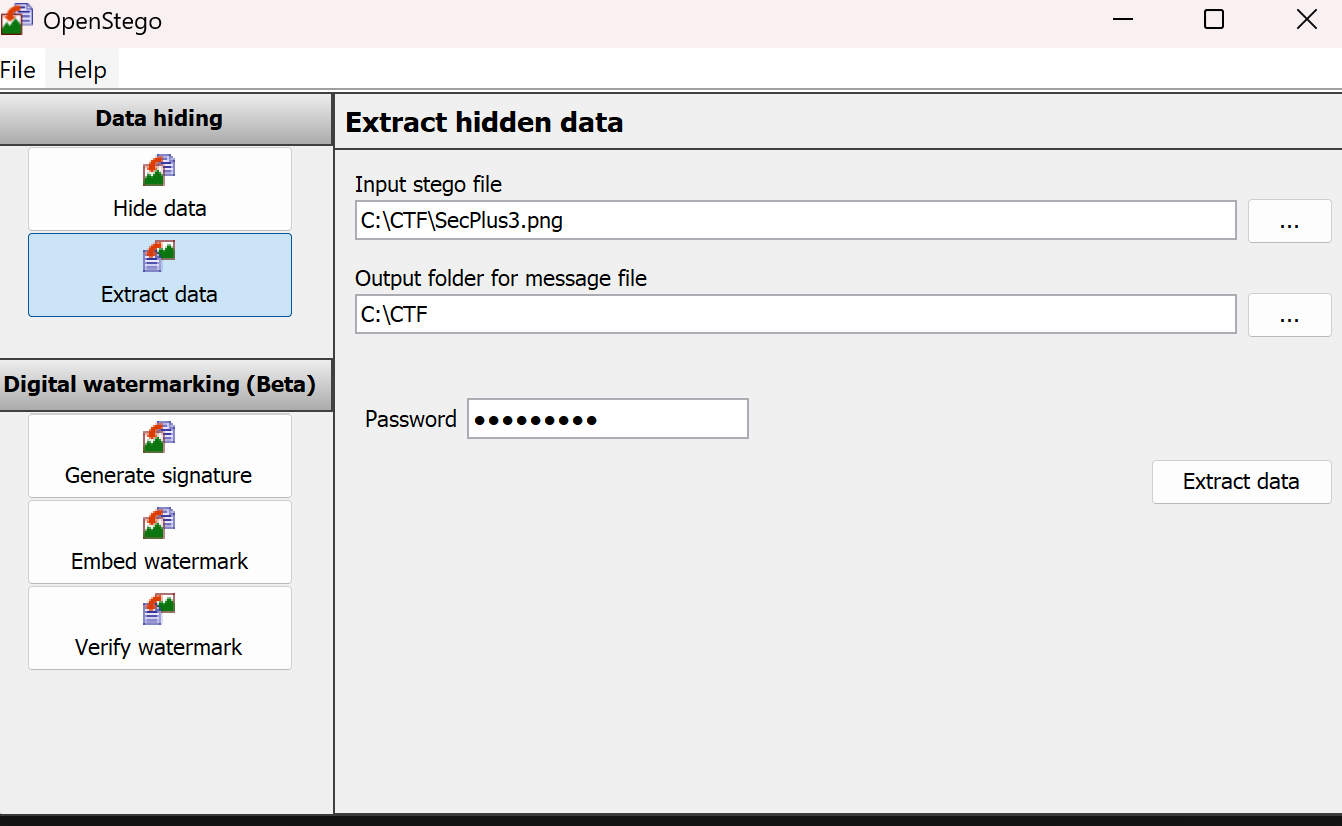 OpenStego
File Help
Data hiding
Hide data
Extract data
Digital watermarking (Beta)
Generate signature
Embed watermark
Verify watermark
Extract hidden data
Input stego file
C:\CTF\SecPlus3.png
...
Output folder for message file
C:\CTF
...
Password ●●●●●●●●●
Extract data